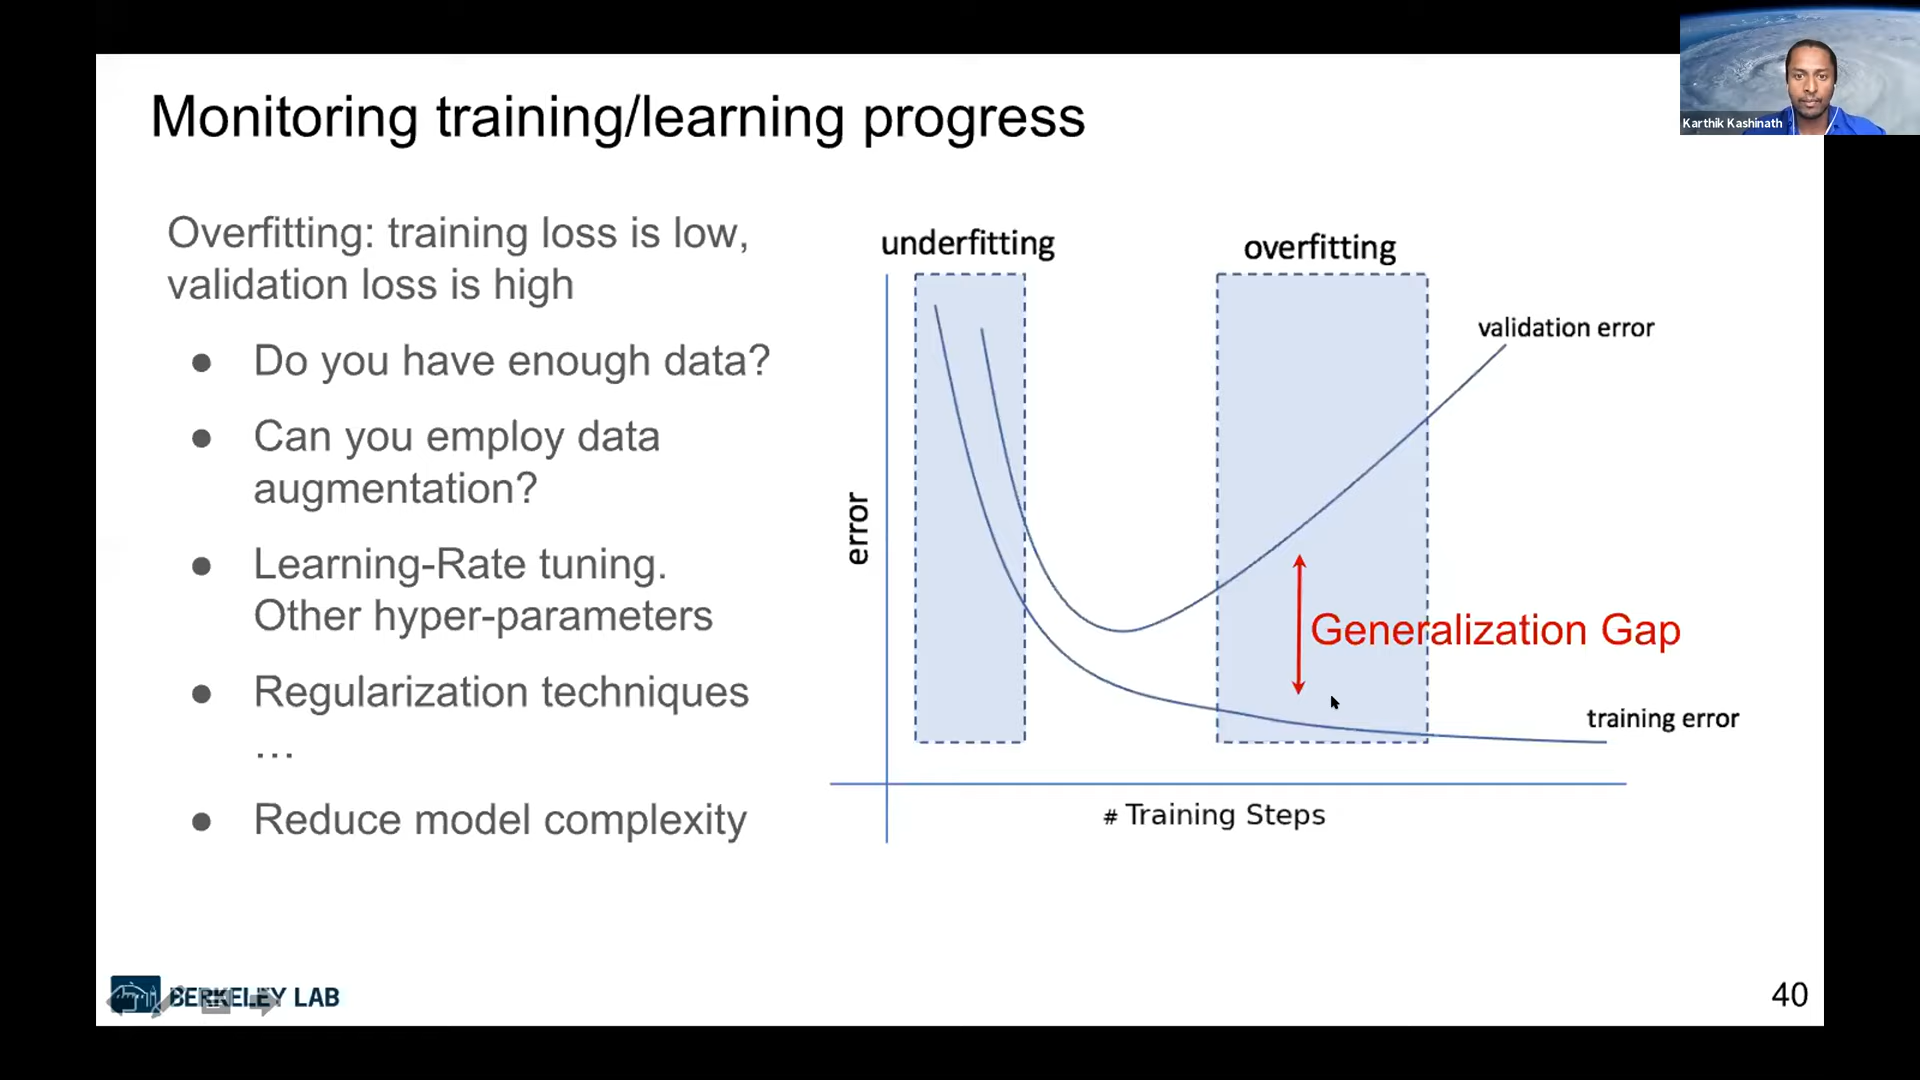 Karthik Kashinath
Monitoring training/learning progress
Overfitting: training loss is low,
validation loss is high
● Do you have enough data?
● Can you employ data
augmentation?
● Learning-Rate tuning.
Other hyper-parameters
● Regularization techniques
…
● Reduce model complexity
underfitting
overfitting
validation error
error
Generalization Gap
training error
# Training Steps
BERKELEY LAB
40